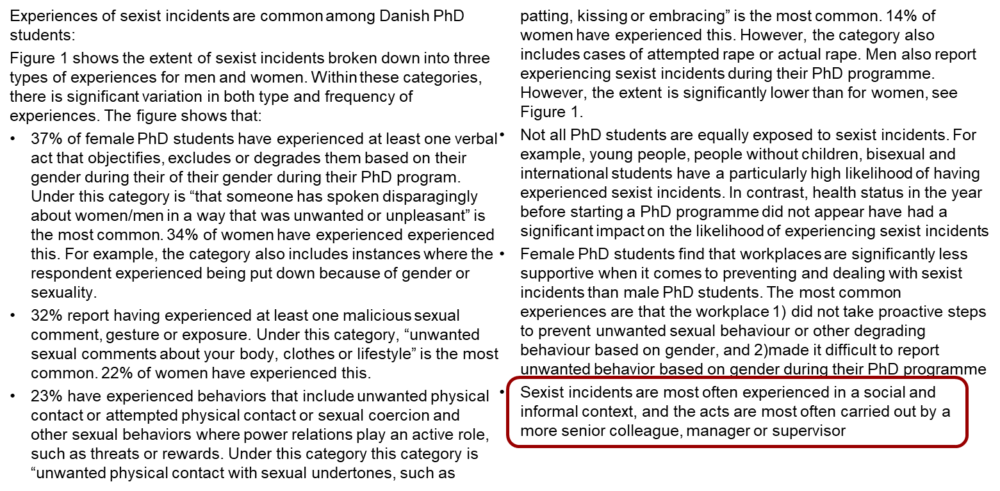 Experiences of sexist incidents are common among Danish PhD
students:
Figure 1 shows the extent of sexist incidents broken down into three
types of experiences for men and women. Within these categories,
there is significant variation in both type and frequency of
experiences. The figure shows that:
• 37% of female PhD students have experienced at least one verbal
act that objectifies, excludes or degrades them based on their
gender during their of their gender during their PhD program.
Under this category is “that someone has spoken disparagingly
about women/men in a way that was unwanted or unpleasant” is
the most common. 34% of women have experienced experienced
this. For example, the category also includes instances where the
respondent experienced being put down because of gender or
sexuality.
• 32% report having experienced at least one malicious sexual
comment, gesture or exposure. Under this category, “unwanted
sexual comments about your body, clothes or lifestyle” is the most
common. 22% of women have experienced this.
• 23% have experienced behaviors that include unwanted physical
contact or attempted physical contact or sexual coercion and
other sexual behaviors where power relations play an active role,
such as threats or rewards. Under this category this category is
“unwanted physical contact with sexual undertones, such as
patting, kissing or embracing” is the most common. 14% of
women have experienced this. However, the category also
includes cases of attempted rape or actual rape. Men also report
experiencing sexist incidents during their PhD programme.
However, the extent is significantly lower than for women, see
Figure 1.
• Not all PhD students are equally exposed to sexist incidents. For
example, young people, people without children, bisexual and
international students have a particularly high likelihood of having
experienced sexist incidents. In contrast, health status in the year
before starting a PhD programme did not appear have had a
significant impact on the likelihood of experiencing sexist incidents
• Female PhD students find that workplaces are significantly less
supportive when it comes to preventing and dealing with sexist
incidents than male PhD students. The most common
experiences are that the workplace 1) did not take proactive steps
to prevent unwanted sexual behaviour or other degrading
behaviour based on gender, and 2)made it difficult to report
unwanted behavior based on gender during their PhD programme
• Sexist incidents are most often experienced in a social and
informal context, and the acts are most often carried out by a
more senior colleague, manager or supervisor